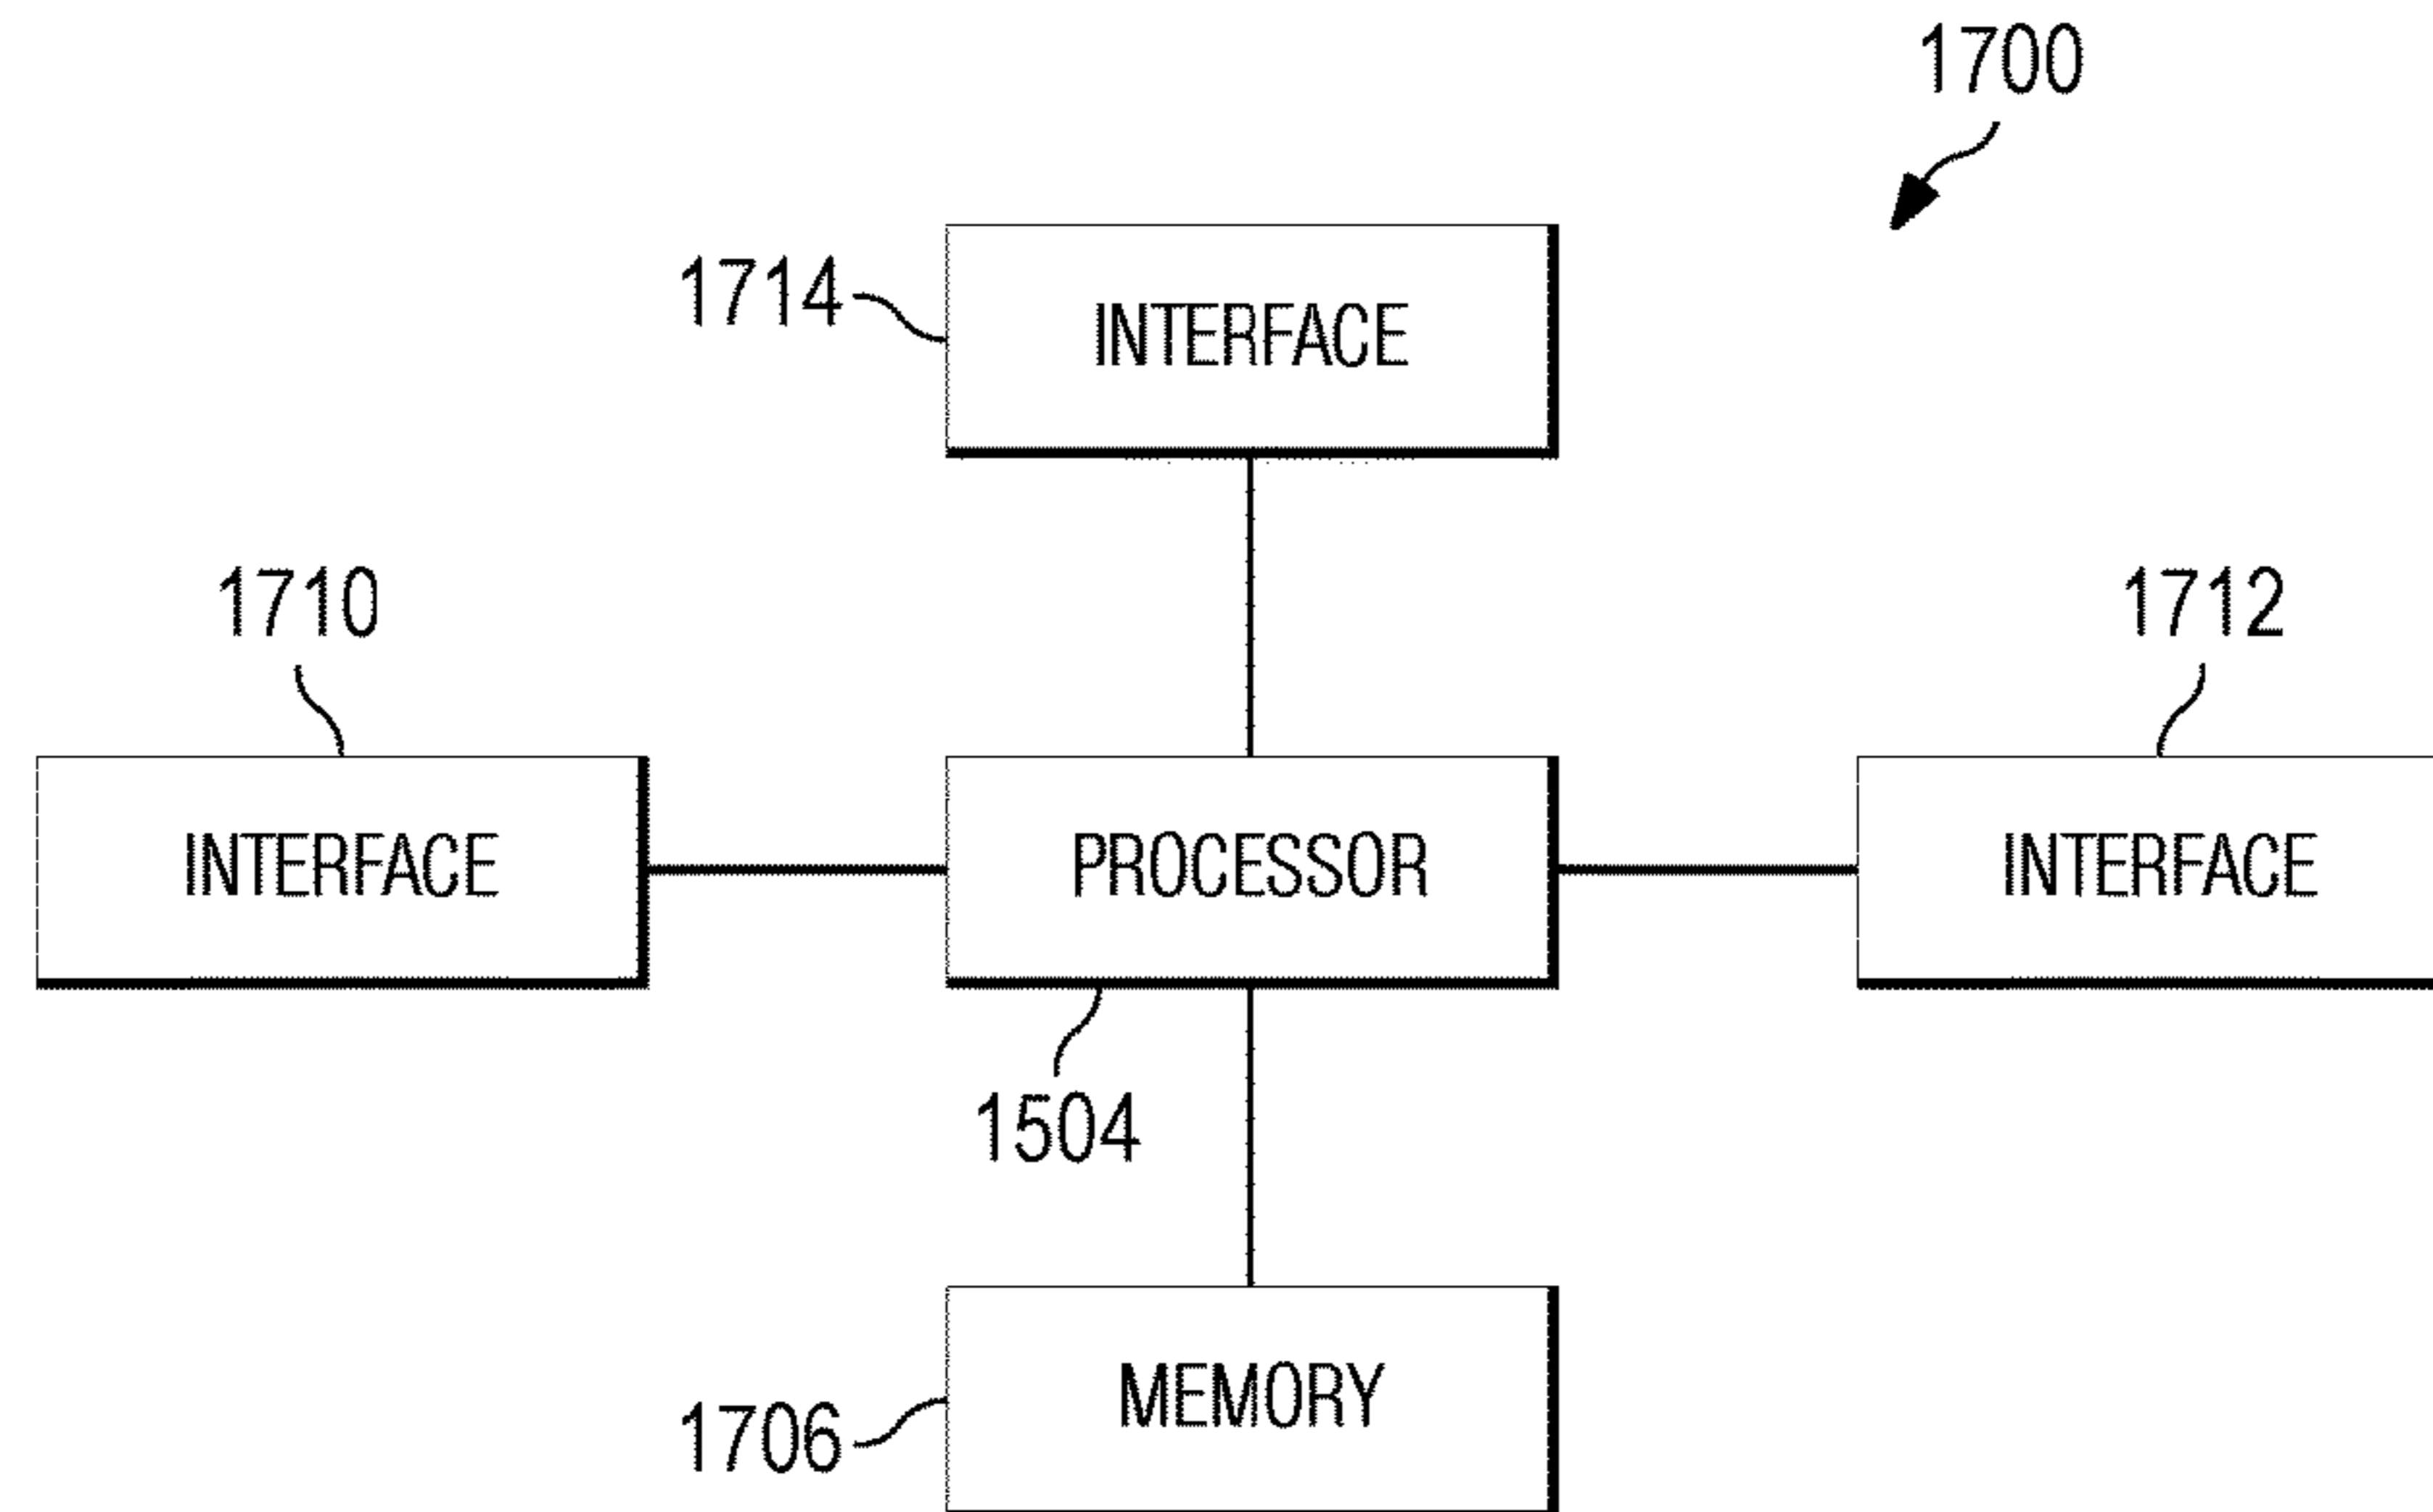 1700
1714
INTERFACE
1710
1712
INTERFACE
PROCESSOR
INTERFACE
1504
MEMORY
1706